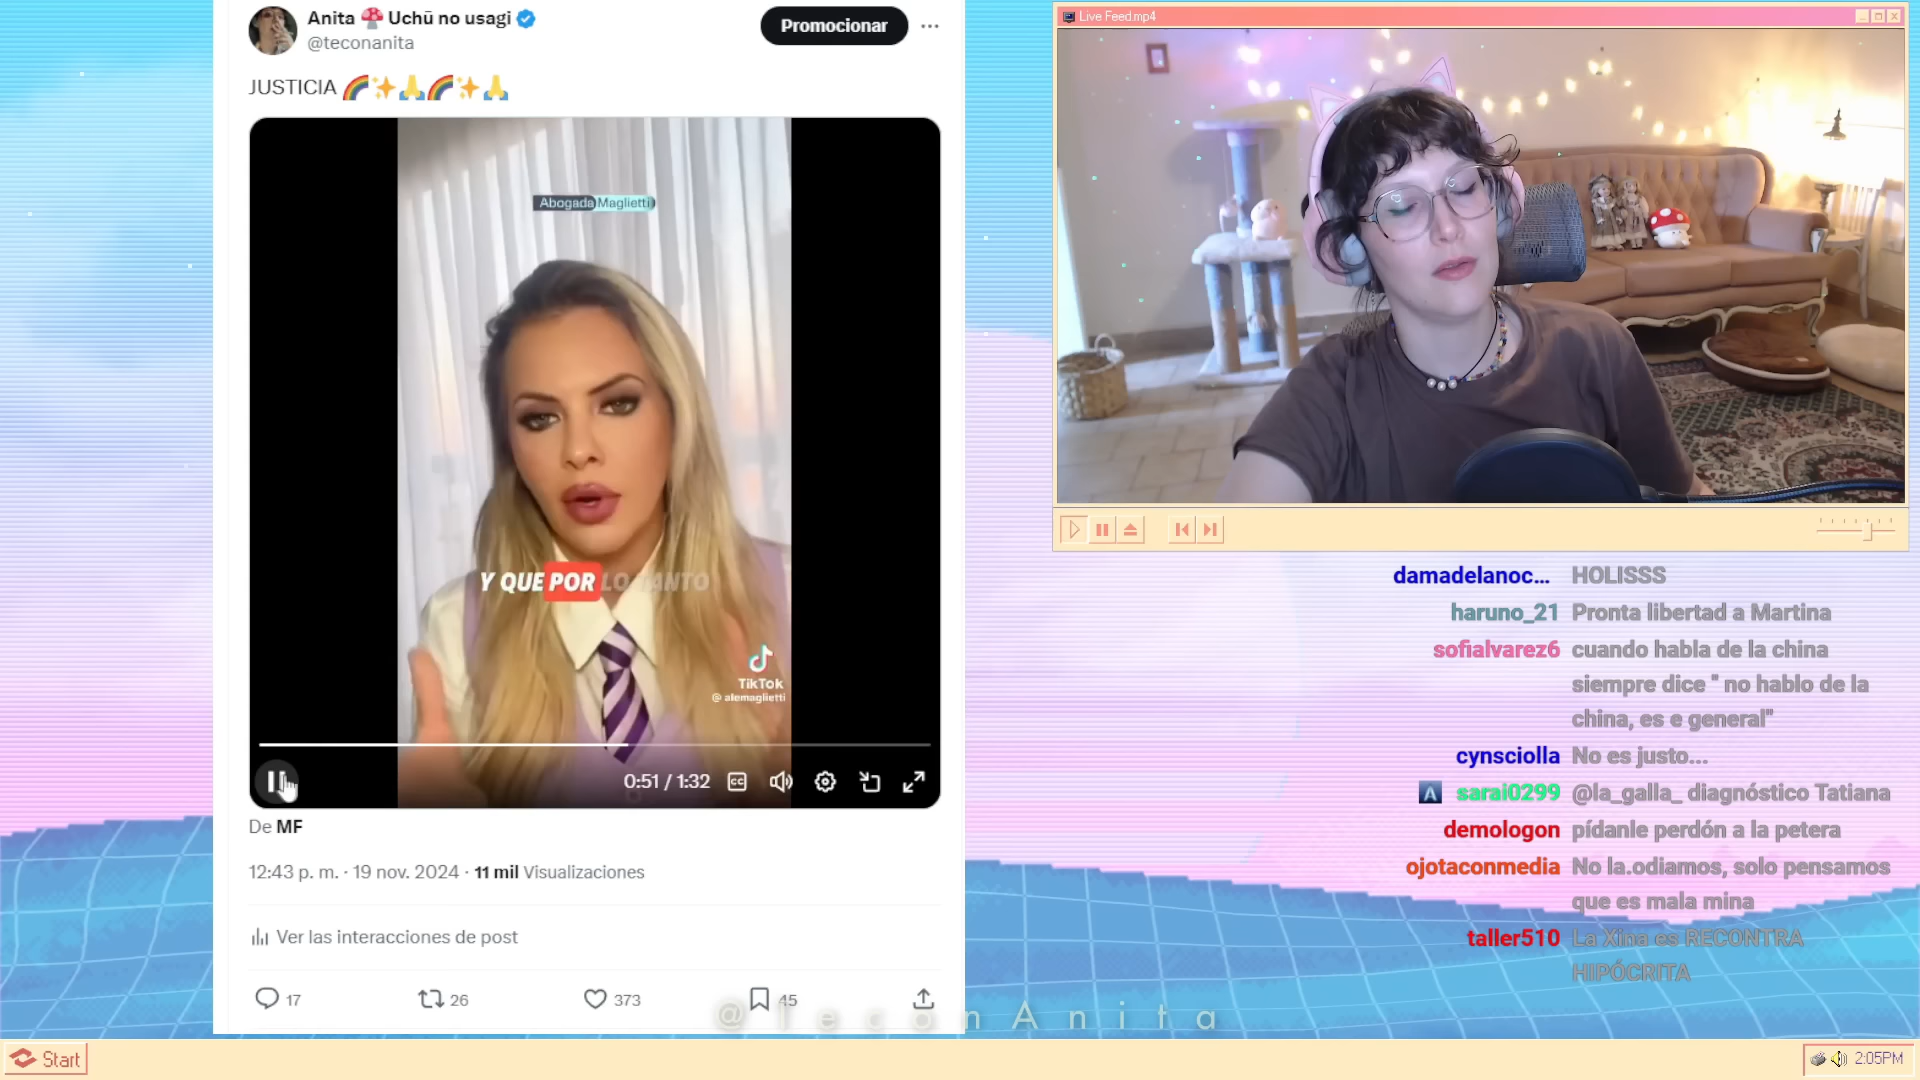 Anita 🍄 Uchū no usagi
@teconanita
Promocionar
JUSTICIA 🌈✨🙏🌈✨🙏
Abogada Maglietti
Y QUE POR LO TANTO
TikTok
@alemaglietti
0:51 / 1:32
CC
De MF
12:43 p. m. · 19 nov. 2024 · 11 mil Visualizaciones
Ver las interacciones de post
17
26
373
45
@TeconAnita
Live Feed.mp4
damadelanoc... HOLISSS
haruno_21 Pronta libertad a Martina
sofialvarez6 cuando habla de la china
siempre dice " no hablo de la
china, es e general"
cynsciolla No es justo...
A sarai0299 @la_galla_ diagnóstico Tatiana
demologon pídanle perdón a la petera
ojotaconmedia No la.odiamos, solo pensamos
que es mala mina
taller510 La Xina es RECONTRA
HIPÓCRITA
Start
2:05PM